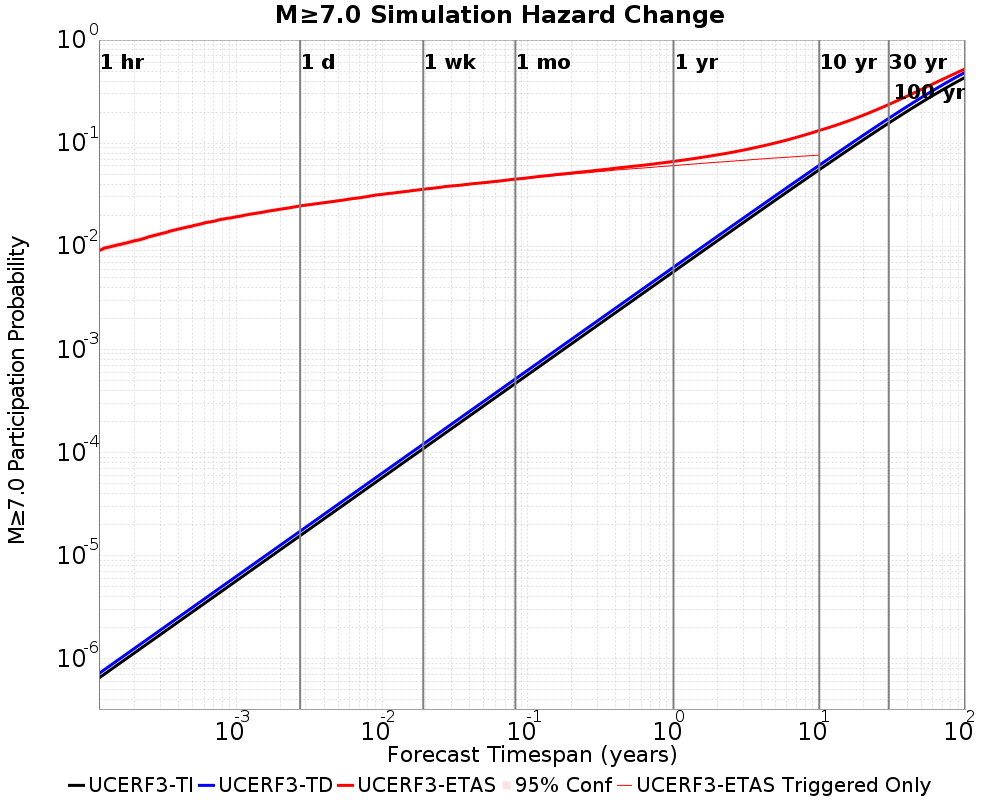 M≥7.0 Simulation Hazard Change
1 hr 1 d 1 wk 1 mo 1 yr 10 yr 30 yr
100 yr
10^0
10^-1
10^-2
10^-3
10^-4
10^-5
10^-6
M≥7.0 Participation Probability
10^-3 10^-2 10^-1 10^0 10^1 10^2
Forecast Timespan (years)
UCERF3-TI UCERF3-TD UCERF3-ETAS 95% Conf UCERF3-ETAS Triggered Only